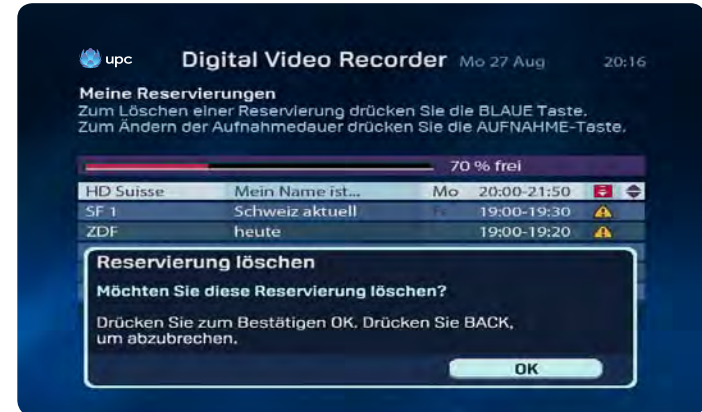 upc Digital Video Recorder Mo 27 Aug 20:16
Meine Reservierungen
Zum Löschen einer Reservierung drücken Sie die BLAUE Taste.
Zum Ändern der Aufnahmedauer drücken Sie die AUFNAHME-Taste.
70 % frei
HD Suisse Mein Name ist... Mo 20:00-21:50
SF 1 Schweiz aktuell Fr 19:00-19:30
ZDF heute 19:00-19:20
Reservierung löschen
Möchten Sie diese Reservierung löschen?
Drücken Sie zum Bestätigen OK. Drücken Sie BACK,
um abzubrechen.
OK